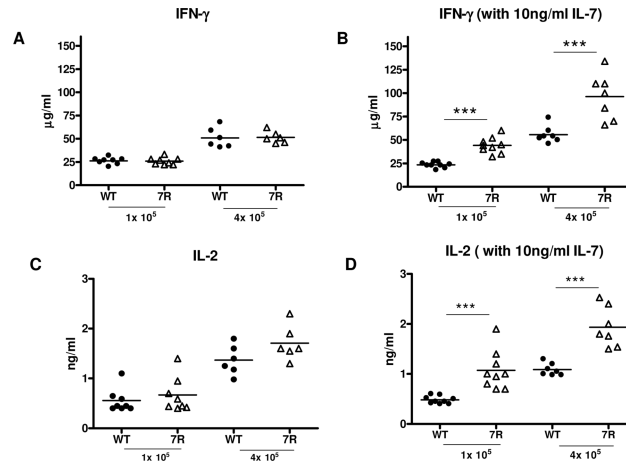 A
IFN-γ
μg/ml
150
125
100
75
50
25
0
WT
7R
WT
7R
1x 10⁵
4x 10⁵
B
IFN-γ (with 10ng/ml IL-7)
μg/ml
150
125
100
75
50
25
0
***
***
WT
7R
WT
7R
1x 10⁵
4x 10⁵
C
IL-2
ng/ml
3
2
1
0
WT
7R
WT
7R
1x 10⁵
4x 10⁵
D
IL-2 ( with 10ng/ml IL-7)
ng/ml
3
2
1
0
***
***
WT
7R
WT
7R
1x 10⁵
4x 10⁵